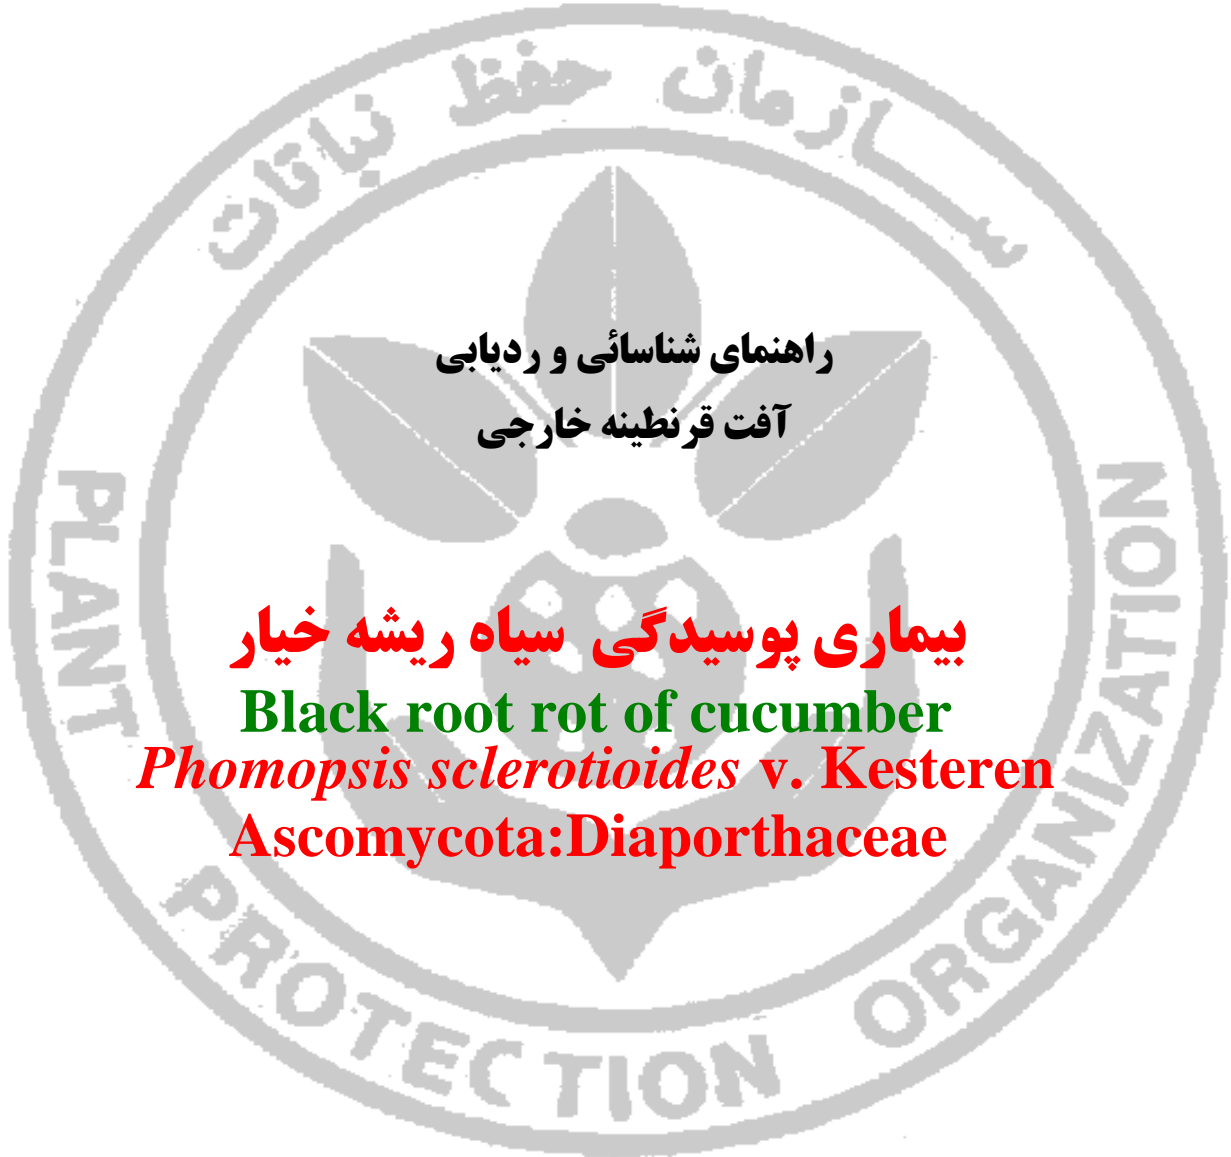 سازمان حفظ نباتات
راهنمای شناسائی و ردیابی
آفت قرنطینه خارجی
بیماری پوسیدگی سیاه ریشه خیار
Black root rot of cucumber
Phomopsis sclerotioides v. Kesteren
Ascomycota:Diaporthaceae
PLANT PROTECTION ORGANIZATION